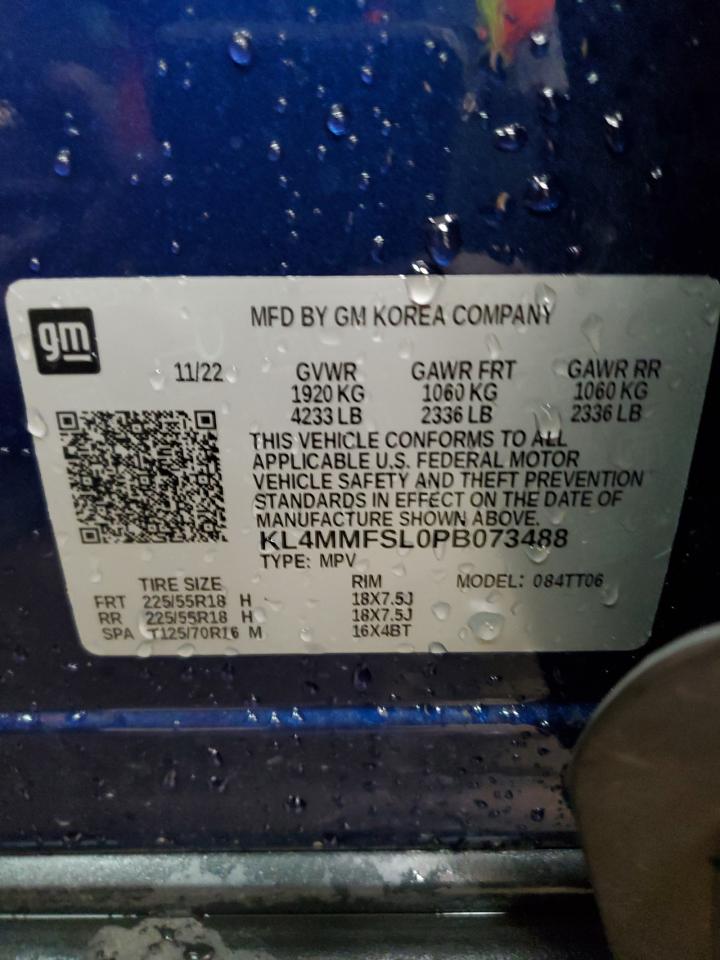 gm
MFD BY GM KOREA COMPANY
11/22 GVWR GAWR FRT GAWR RR
1920 KG 1060 KG 1060 KG
4233 LB 2336 LB 2336 LB
THIS VEHICLE CONFORMS TO ALL
APPLICABLE U.S. FEDERAL MOTOR
VEHICLE SAFETY AND THEFT PREVENTION
STANDARDS IN EFFECT ON THE DATE OF
MANUFACTURE SHOWN ABOVE.
KL4MMFSL0PB073488
TYPE: MPV
TIRE SIZE RIM MODEL: 084TT06
FRT 225/55R18 H 18X7.5J
RR 225/55R18 H 18X7.5J
SPA T125/70R16 M 16X4BT